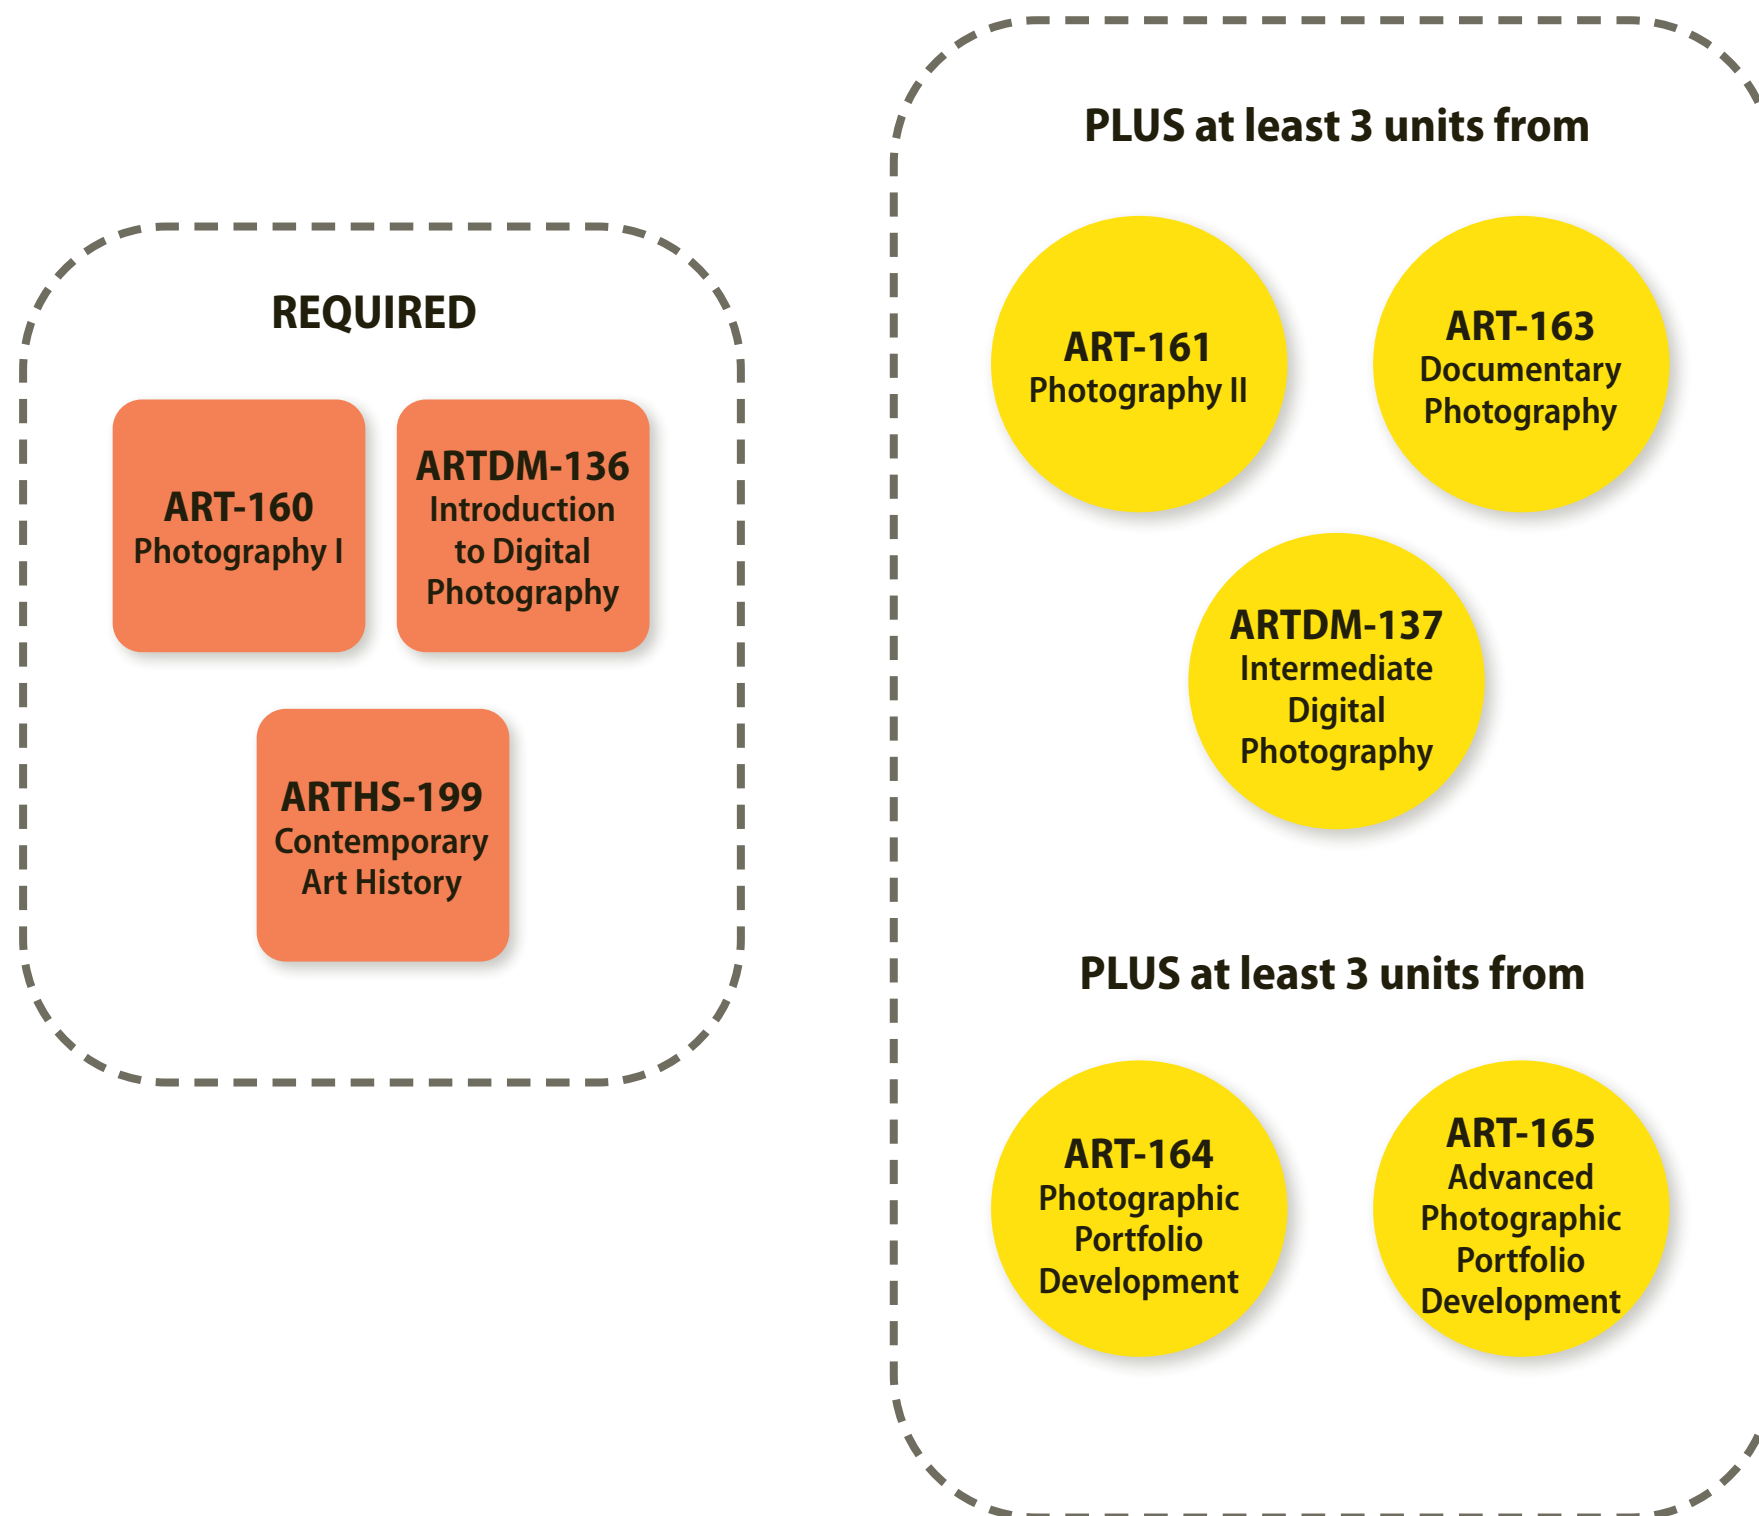 REQUIRED
ART-160
Photography I
ARTDM-136
Introduction
to Digital
Photography
ARTHS-199
Contemporary
Art History
PLUS at least 3 units from
ART-161
Photography II
ART-163
Documentary
Photography
ARTDM-137
Intermediate
Digital
Photography
PLUS at least 3 units from
ART-164
Photographic
Portfolio
Development
ART-165
Advanced
Photographic
Portfolio
Development